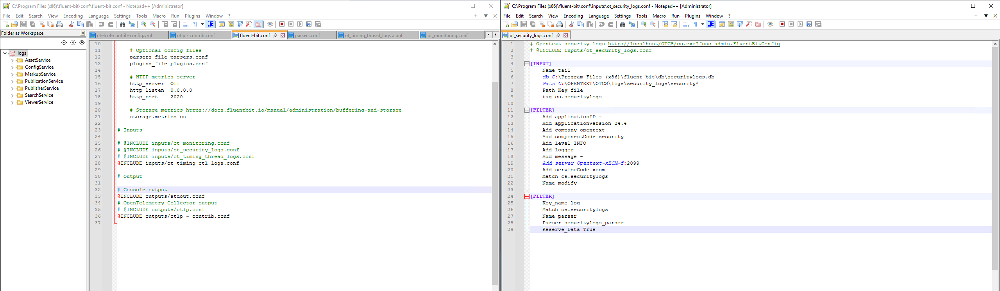 C:\Program Files (x86)\fluent-bit\conf\fluent-bit.conf - Notepad++ [Administrator]
File Edit Search View Encoding Language Settings Tools Macro Run Plugins Window ?
Folder as Workspace
logs
AssetService
ConfigService
MarkupService
PublicationService
PublisherService
SearchService
ViewerService
otelcol-contrib-config.yml otlp - contrib.conf fluent-bit.conf parsers.conf ot_timing_thread_logs .conf ot_monitoring.conf
10
11 # Optional config files
12 parsers_file parsers.conf
13 plugins_file plugins.conf
14
15 # HTTP metrics server
16 http_server Off
17 http_listen 0.0.0.0
18 http_port 2020
19
20 # Storage metrics https://docs.fluentbit.io/manual/administration/buffering-and-storage
21 storage.metrics on
22
23 # Inputs
24
25 # @INCLUDE inputs/ot_monitoring.conf
26 # @INCLUDE inputs/ot_security_logs.conf
27 # @INCLUDE inputs/ot_timing_thread_logs.conf
28 @INCLUDE inputs/ot_timing_ctl_logs.conf
29
30 # Output
31
32 # Console output
33 @INCLUDE outputs/stdout.conf
34 # OpenTelemetry Collector output
35 # @INCLUDE outputs/otlp.conf
36 @INCLUDE outputs/otlp - contrib.conf
37
C:\Program Files (x86)\fluent-bit\conf\inputs\ot_security_logs.conf - Notepad++ [Administrator]
File Edit Search View Encoding Language Settings Tools Macro Run Plugins Window ?
ot_security_logs.conf
1 # Opentext security logs http://localhost/OTCS/cs.exe?func=admin.FluentBitConfig
2 # @INCLUDE inputs/ot_security_logs.conf
3
4 [INPUT]
5 Name tail
6 db C:\Program Files (x86)\fluent-bit\db\securitylogs.db
7 Path C:\OPENTEXT\OTCS\logs\security_logs\security*
8 Path_Key file
9 tag cs.securitylogs
10
11 [FILTER]
12 Add applicationID -
13 Add applicationVersion 24.4
14 Add company opentext
15 Add componentCode security
16 Add level INFO
17 Add logger -
18 Add message -
19 Add server Opentext-xECM-f:2099
20 Add serviceCode xecm
21 Match cs.securitylogs
22 Name modify
23
24 [FILTER]
25 Key_name log
26 Match cs.securitylogs
27 Name parser
28 Parser securitylogs_parser
29 Reserve_Data True